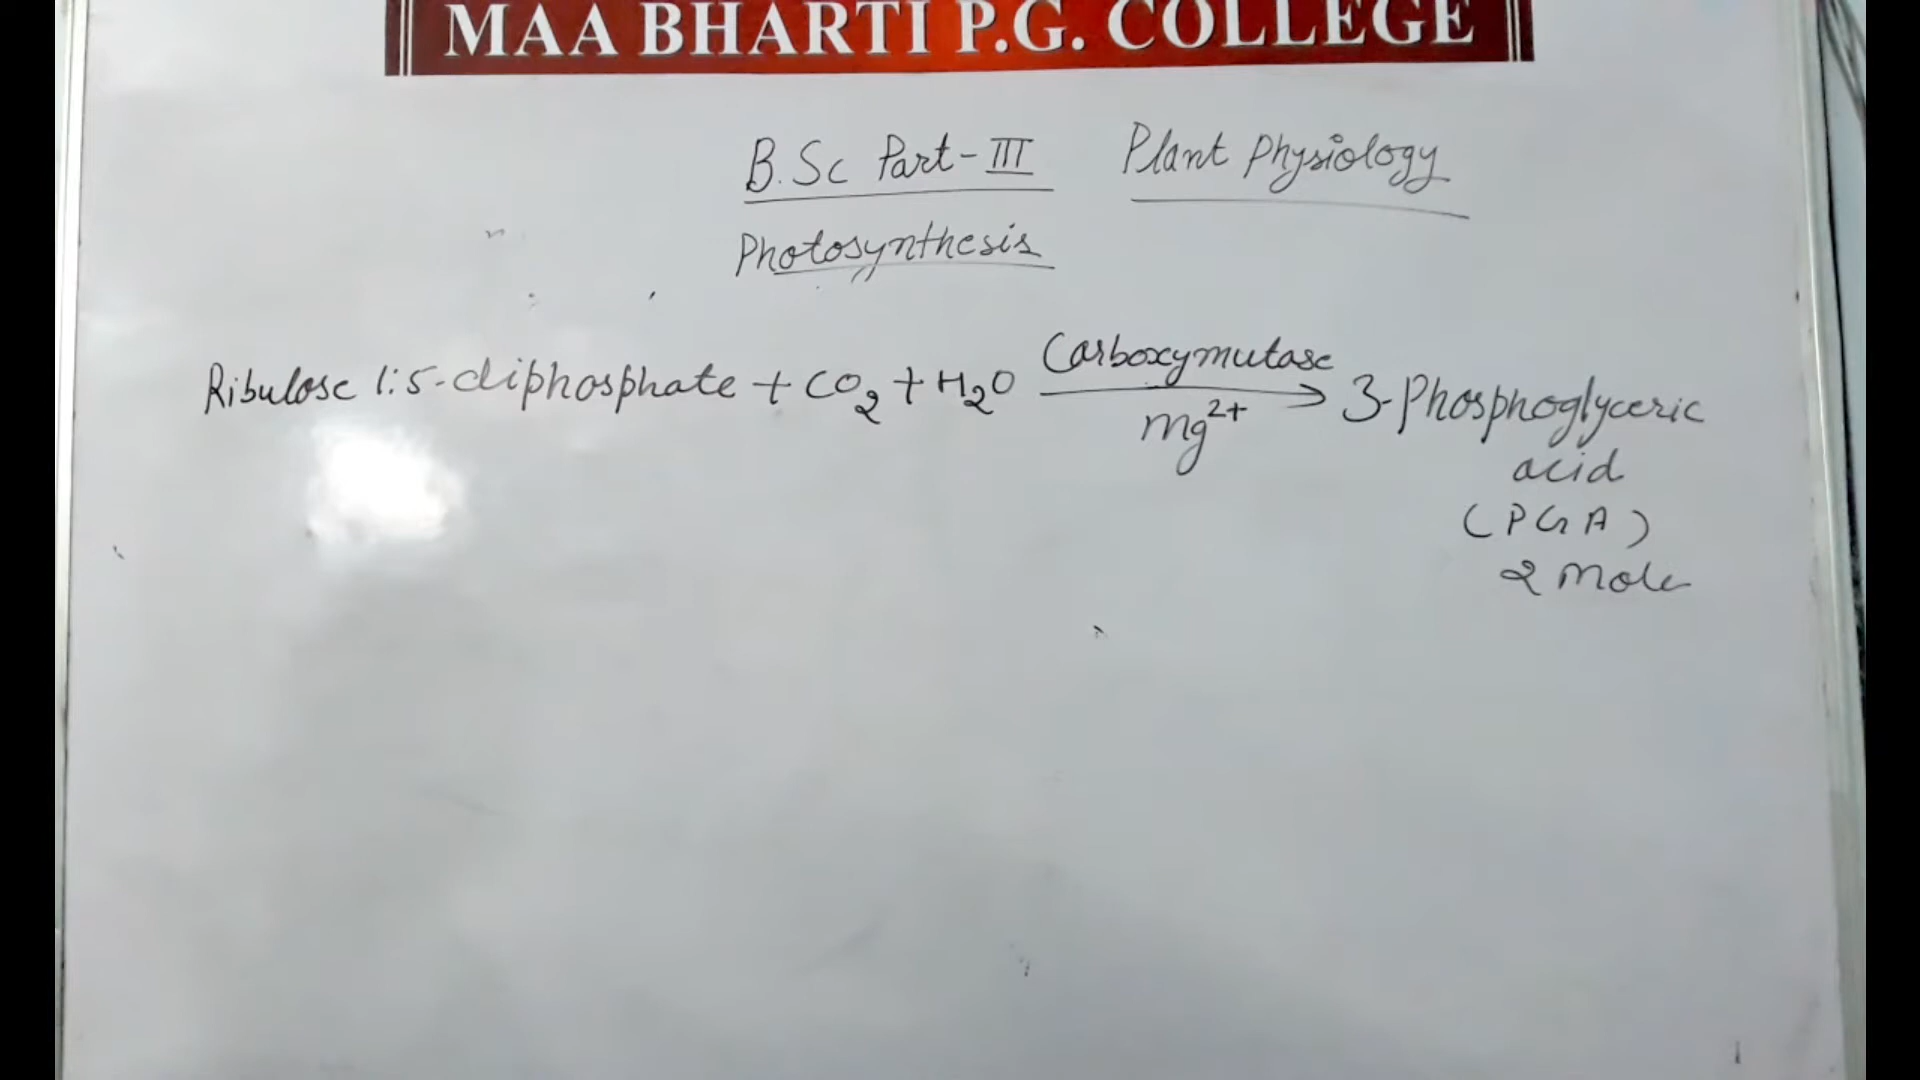 MAA BHARTI P.G. COLLEGE
B.Sc Part-III Plant Physiology
Photosynthesis
Ribulose 1:5-diphosphate + CO2 + H2O Carboxymutase Mg2+ → 3-Phosphoglyceric
acid
(PGA)
2 Mole